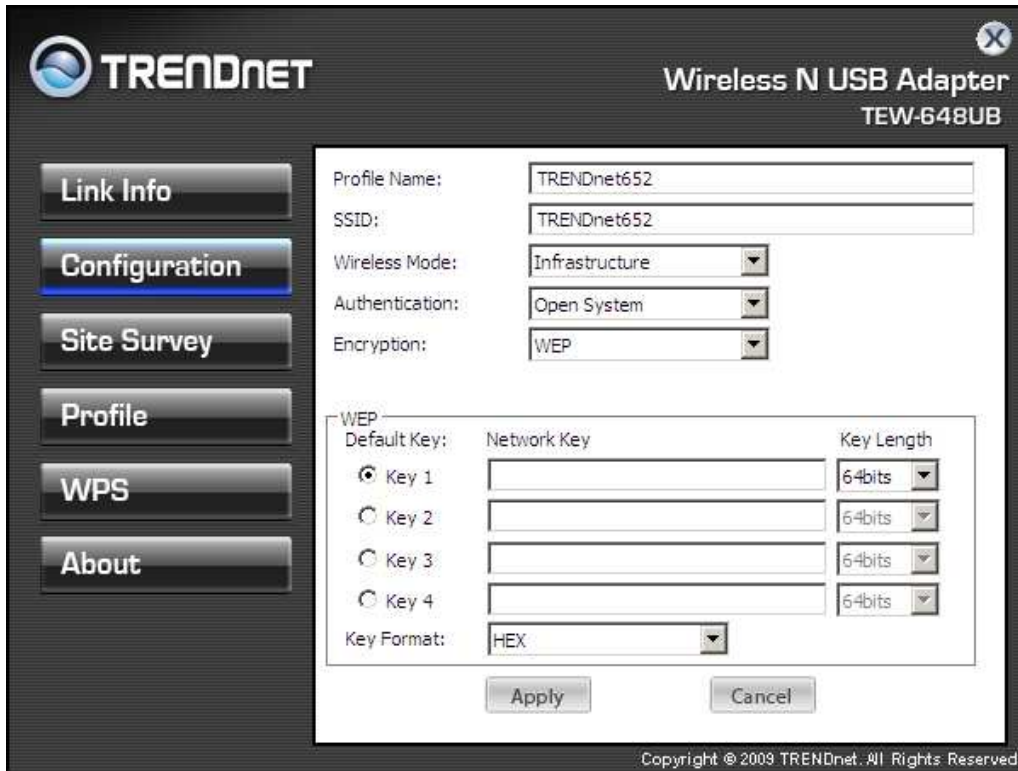 TRENDNET
Wireless N USB Adapter
TEW-648UB
Link Info
Configuration
Site Survey
Profile
WPS
About
Profile Name: TRENDnet652
SSID: TRENDnet652
Wireless Mode: Infrastructure
Authentication: Open System
Encryption: WEP
WEP
Default Key: Network Key Key Length
Key 1 64bits
Key 2 64bits
Key 3 64bits
Key 4 64bits
Key Format: HEX
Apply Cancel
Copyright © 2009 TRENDnet. All Rights Reserved